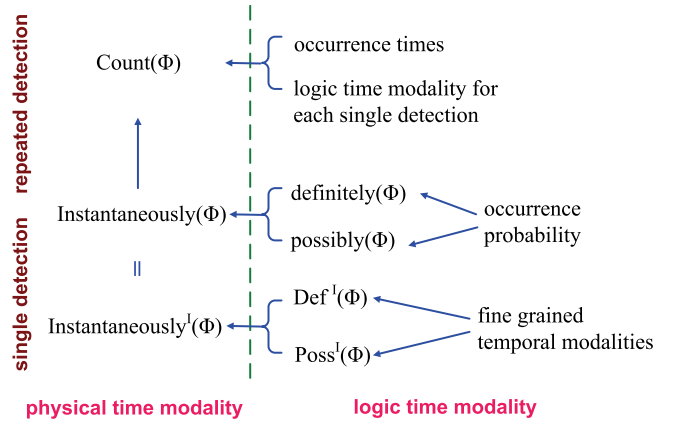 repeated detection
single detection
Count(Φ)
occurrence times
logic time modality for
each single detection
Instantaneously(Φ)
definitely(Φ)
possibly(Φ)
occurrence
probability
=
Instantaneously^I(Φ)
Def ^I(Φ)
Poss^I(Φ)
fine grained
temporal modalities
physical time modality
logic time modality